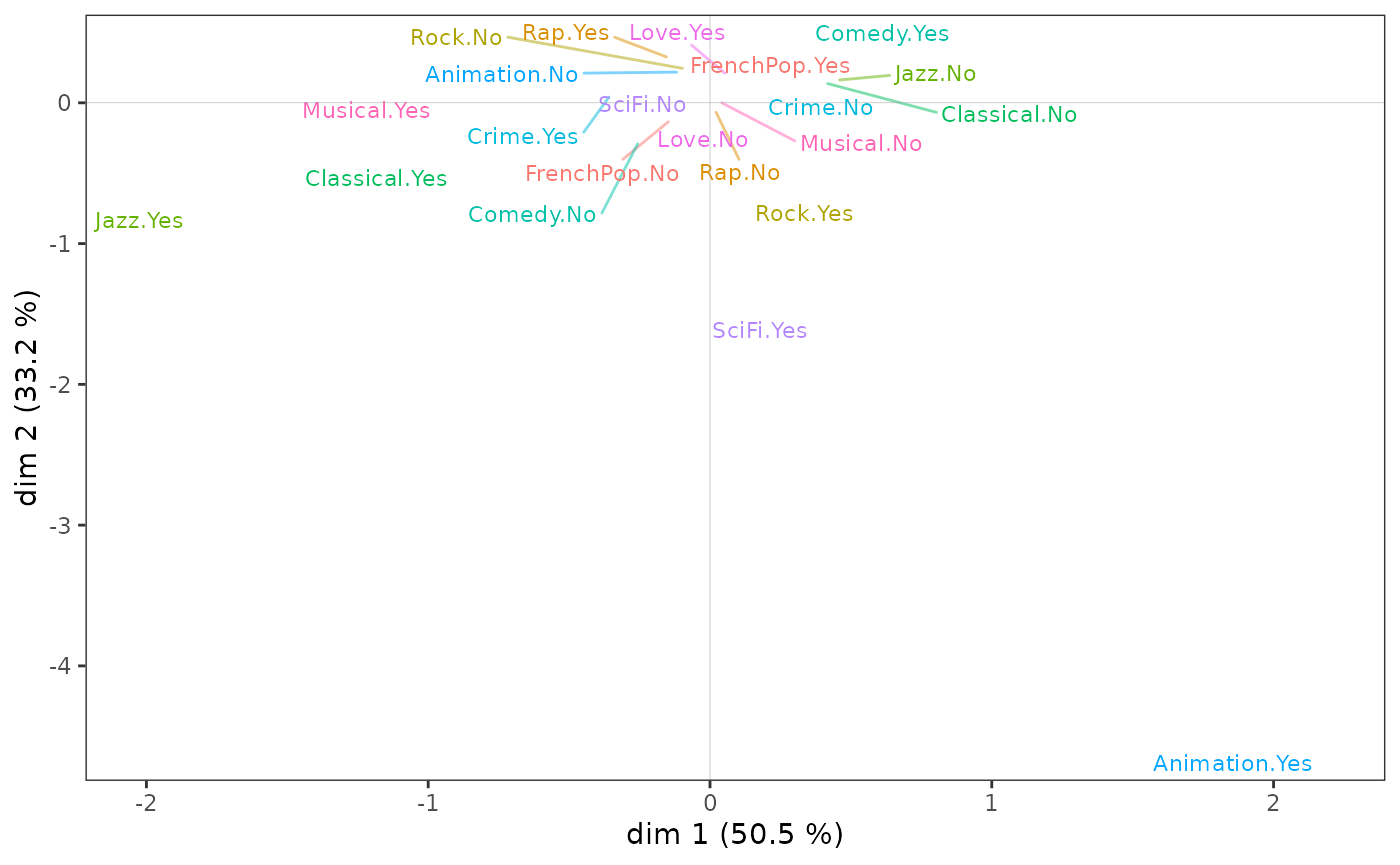 Rock.No
Rap.Yes
Love.Yes
Comedy.Yes
Animation.No
FrenchPop.Yes
Jazz.No
0
Musical.Yes
SciFi.No
Crime.No
Classical.No
Crime.Yes
Love.No
Musical.No
Classical.Yes
FrenchPop.No
Rap.No
Jazz.Yes
Comedy.No
Rock.Yes
-1
SciFi.Yes
-2
-3
-4
dim 2 (33.2 %)
Animation.Yes
-2
-1
0
1
2
dim 1 (50.5 %)